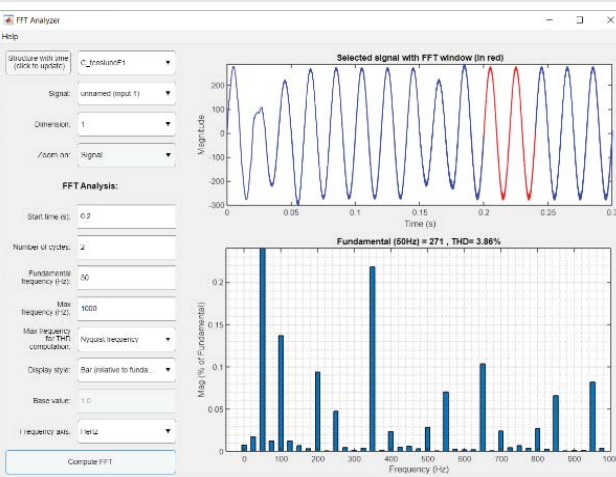 FFT Analyzer
Help
Structure with time
(click to update)
C_tensiuneF1
Signal:
unnamed (input 1)
Dimension:
1
Zoom on:
Signal
FFT Analysis:
Start time (s):
0.2
Number of cycles:
2
Fundamental
frequency (Hz):
50
Max
frequency (Hz):
1000
Max frequency
for THD
computation:
Nyquist frequency
Display style:
Bar (relative to funda...
Base value:
1.0
Frequency axis:
Hertz
Compute FFT
Selected signal with FFT window (in red)
Magnitude
200
100
0
-100
-200
-300
0 0.05 0.1 0.15 0.2 0.25 0.3
Time (s)
Fundamental (50Hz) = 271 , THD= 3.86%
Mag (% of Fundamental)
0.2
0.15
0.1
0.05
0
0 100 200 300 400 500 600 700 800 900 1000
Frequency (Hz)